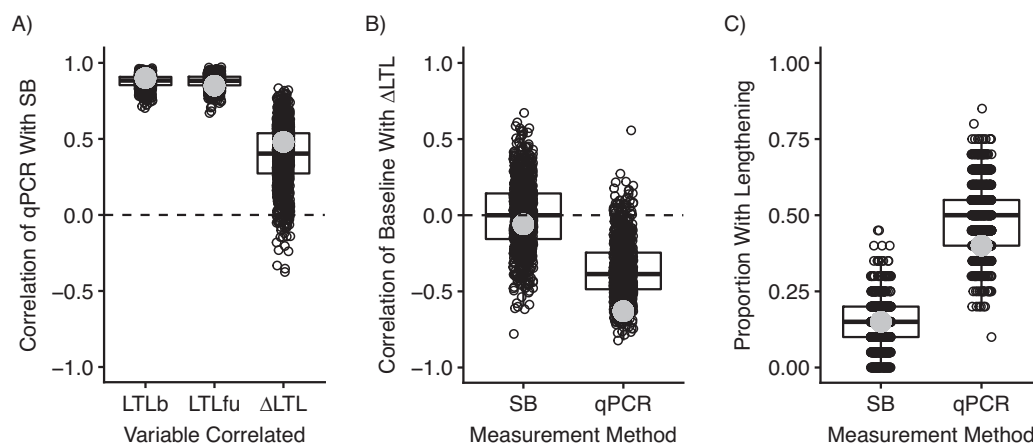 A)
Correlation of qPCR With SB
1.0
0.5
0.0
−0.5
−1.0
LTLb LTLfu ΔLTL
Variable Correlated
B)
Correlation of Baseline With ΔLTL
1.0
0.5
0.0
−0.5
−1.0
SB qPCR
Measurement Method
C)
Proportion With Lengthening
1.00
0.75
0.50
0.25
0.00
SB qPCR
Measurement Method